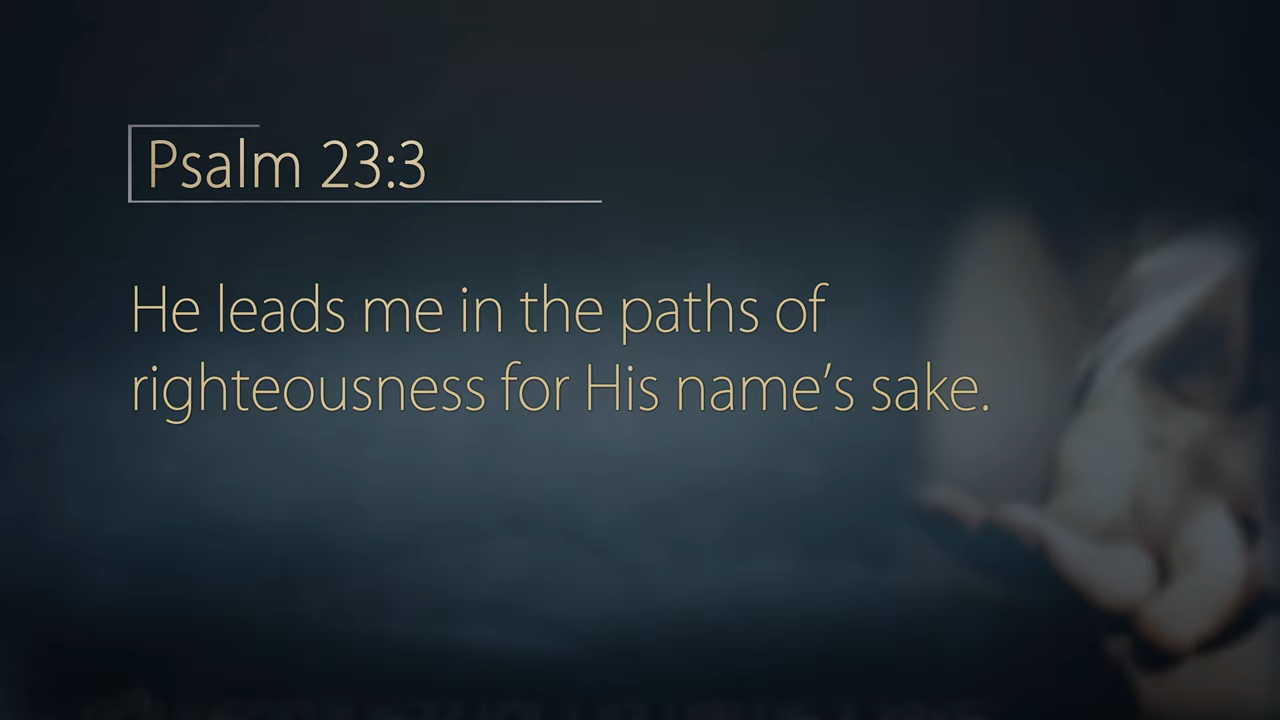 Psalm 23:3
He leads me in the paths of
righteousness for His name’s sake.